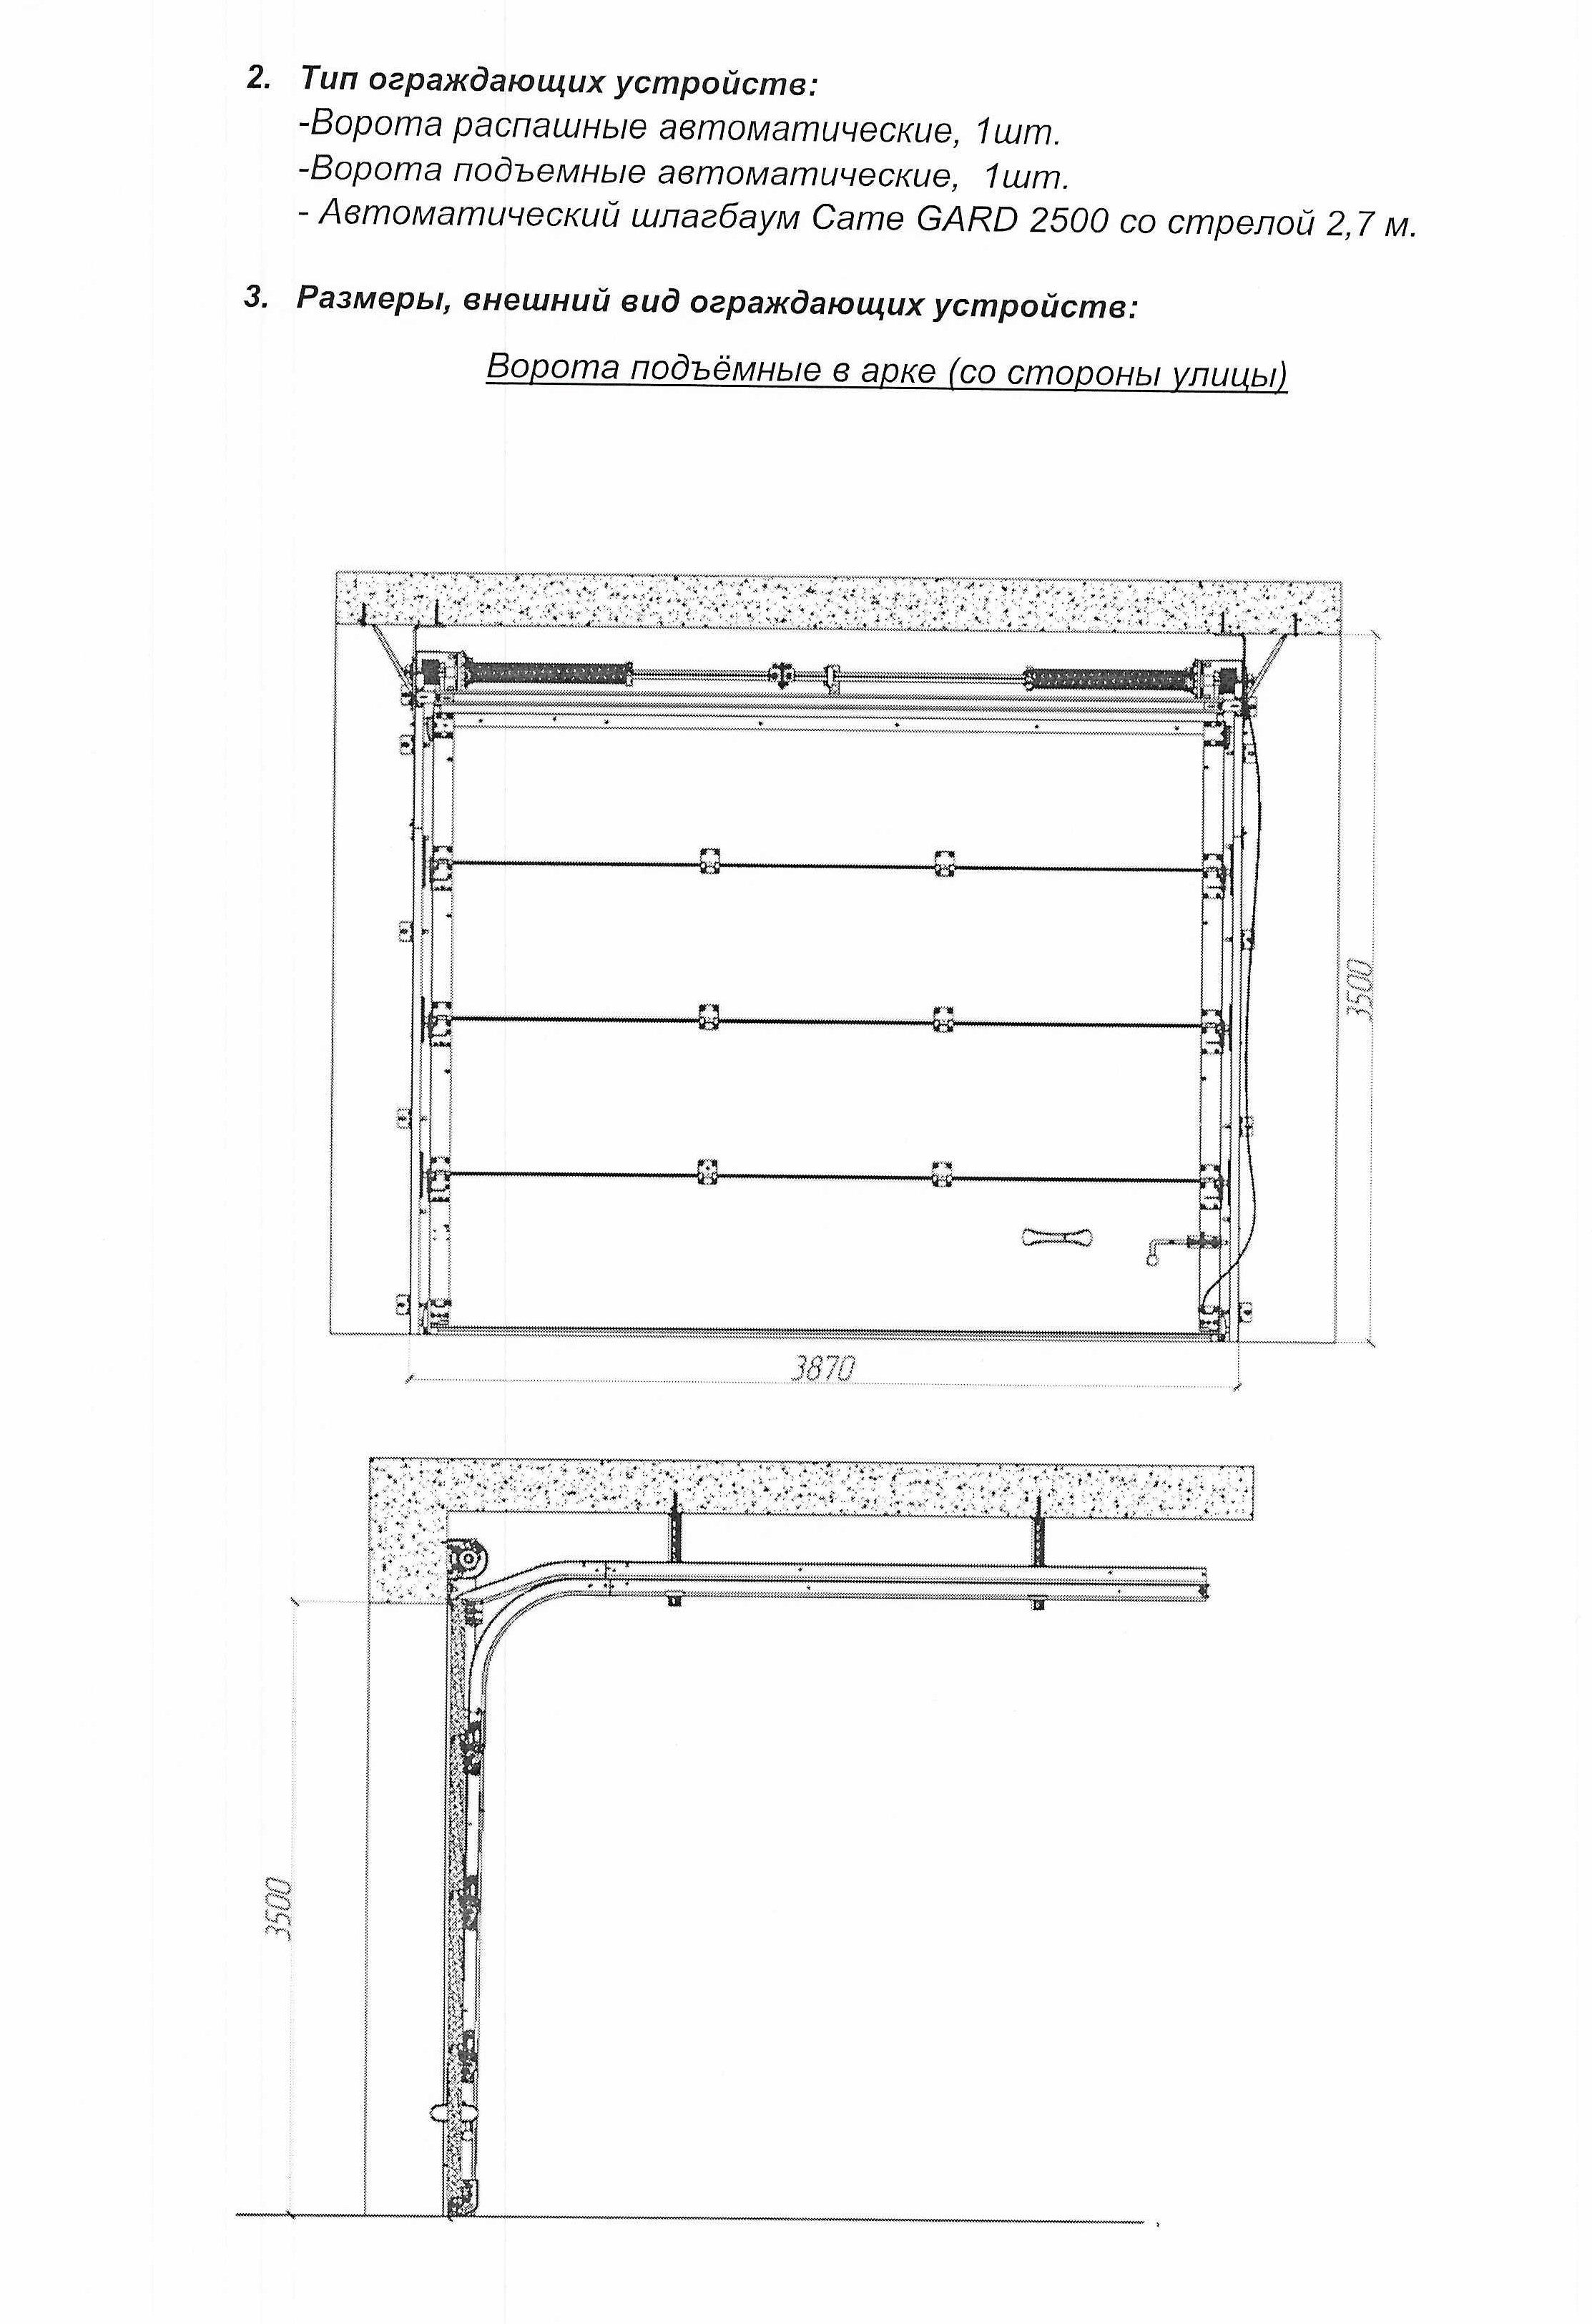 2. Тип ограждающих устройств:
-Ворота распашные автоматические, 1шт.
-Ворота подъемные автоматические, 1шт.
- Автоматический шлагбаум Came GARD 2500 со стрелой 2,7 м.
3. Размеры, внешний вид ограждающих устройств:
Ворота подъёмные в арке (со стороны улицы)
3500
3870
3500